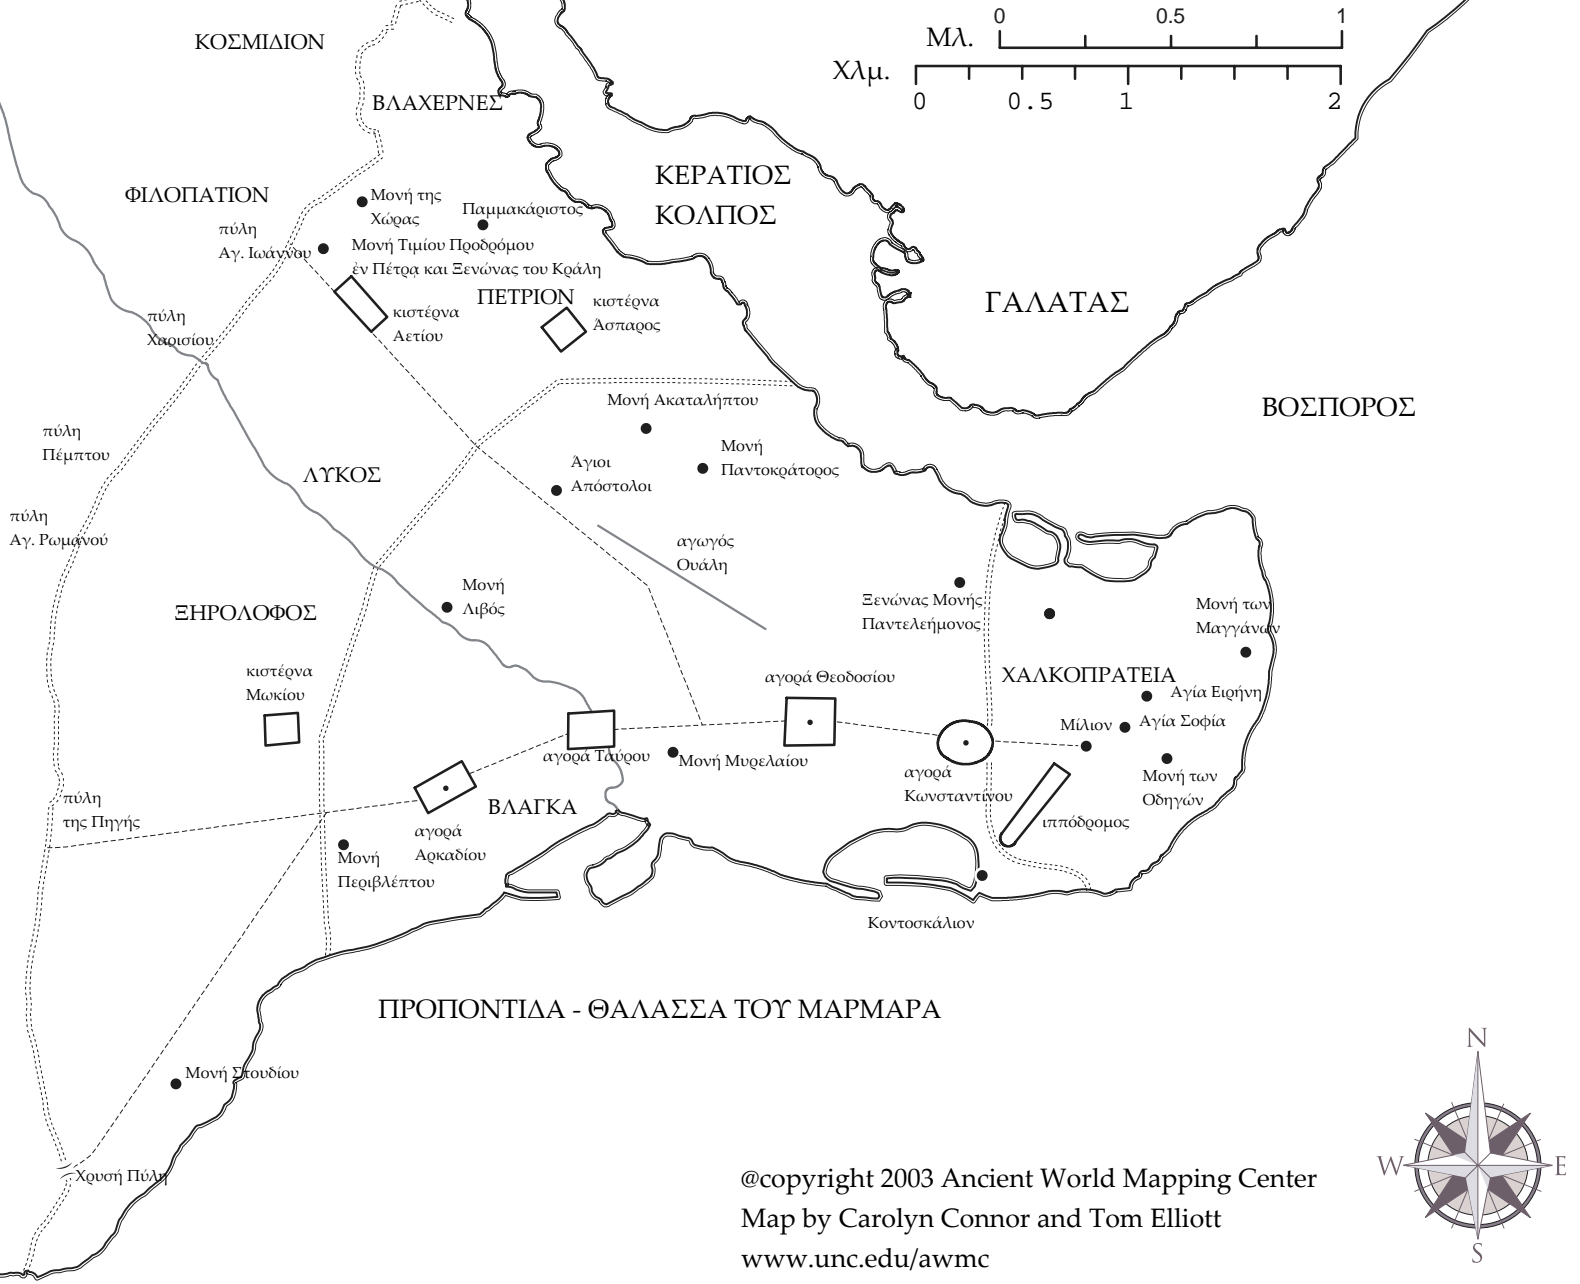 0 0.5 1
Μλ.
Χλμ.
0 0.5 1 2
ΚΟΣΜΙΔΙΟΝ
ΒΛΑΧΕΡΝΕΣ
ΚΕΡΑΤΙΟΣ
ΚΟΛΠΟΣ
ΦΙΛΟΠΑΤΙΟΝ
Μονή της
Χώρας
Παμμακάριστος
πύλη
Αγ. Ιωάννου
Μονή Τιμίου Προδρόμου
ἐν Πέτρᾳ και Ξενώνας του Κράλη
ΠΕΤΡΙΟΝ
κιστέρνα
Άσπαρος
κιστέρνα
Αετίου
ΓΑΛΑΤΑΣ
πύλη
Χαρισίου
ΒΟΣΠΟΡΟΣ
Μονή Ακαταλήπτου
πύλη
Πέμπτου
Μονή
Παντοκράτορος
Άγιοι
Απόστολοι
ΛΥΚΟΣ
πύλη
Αγ. Ρωμανού
αγωγός
Ουάλη
Μονή
Λιβός
Ξενώνας Μονής
Παντελεήμονος
Μονή των
Μαγγάνων
ΞΗΡΟΛΟΦΟΣ
κιστέρνα
Μωκίου
αγορά Θεοδοσίου
ΧΑΛΚΟΠΡΑΤΕΙΑ
Αγία Ειρήνη
Μίλιον
Αγία Σοφία
αγορά Ταύρου
Μονή Μυρελαίου
αγορά
Κωνσταντίνου
Μονή των
Οδηγών
πύλη
της Πηγής
ΒΛΑΓΚΑ
ιππόδρομος
αγορά
Αρκαδίου
Μονή
Περιβλέπτου
Κοντοσκάλιον
ΠΡΟΠΟΝΤΙΔΑ - ΘΑΛΑΣΣΑ ΤΟΥ ΜΑΡΜΑΡΑ
Μονή Στουδίου
Χρυσή Πύλη
N
W E
S
@copyright 2003 Ancient World Mapping Center
Map by Carolyn Connor and Tom Elliott
www.unc.edu/awmc